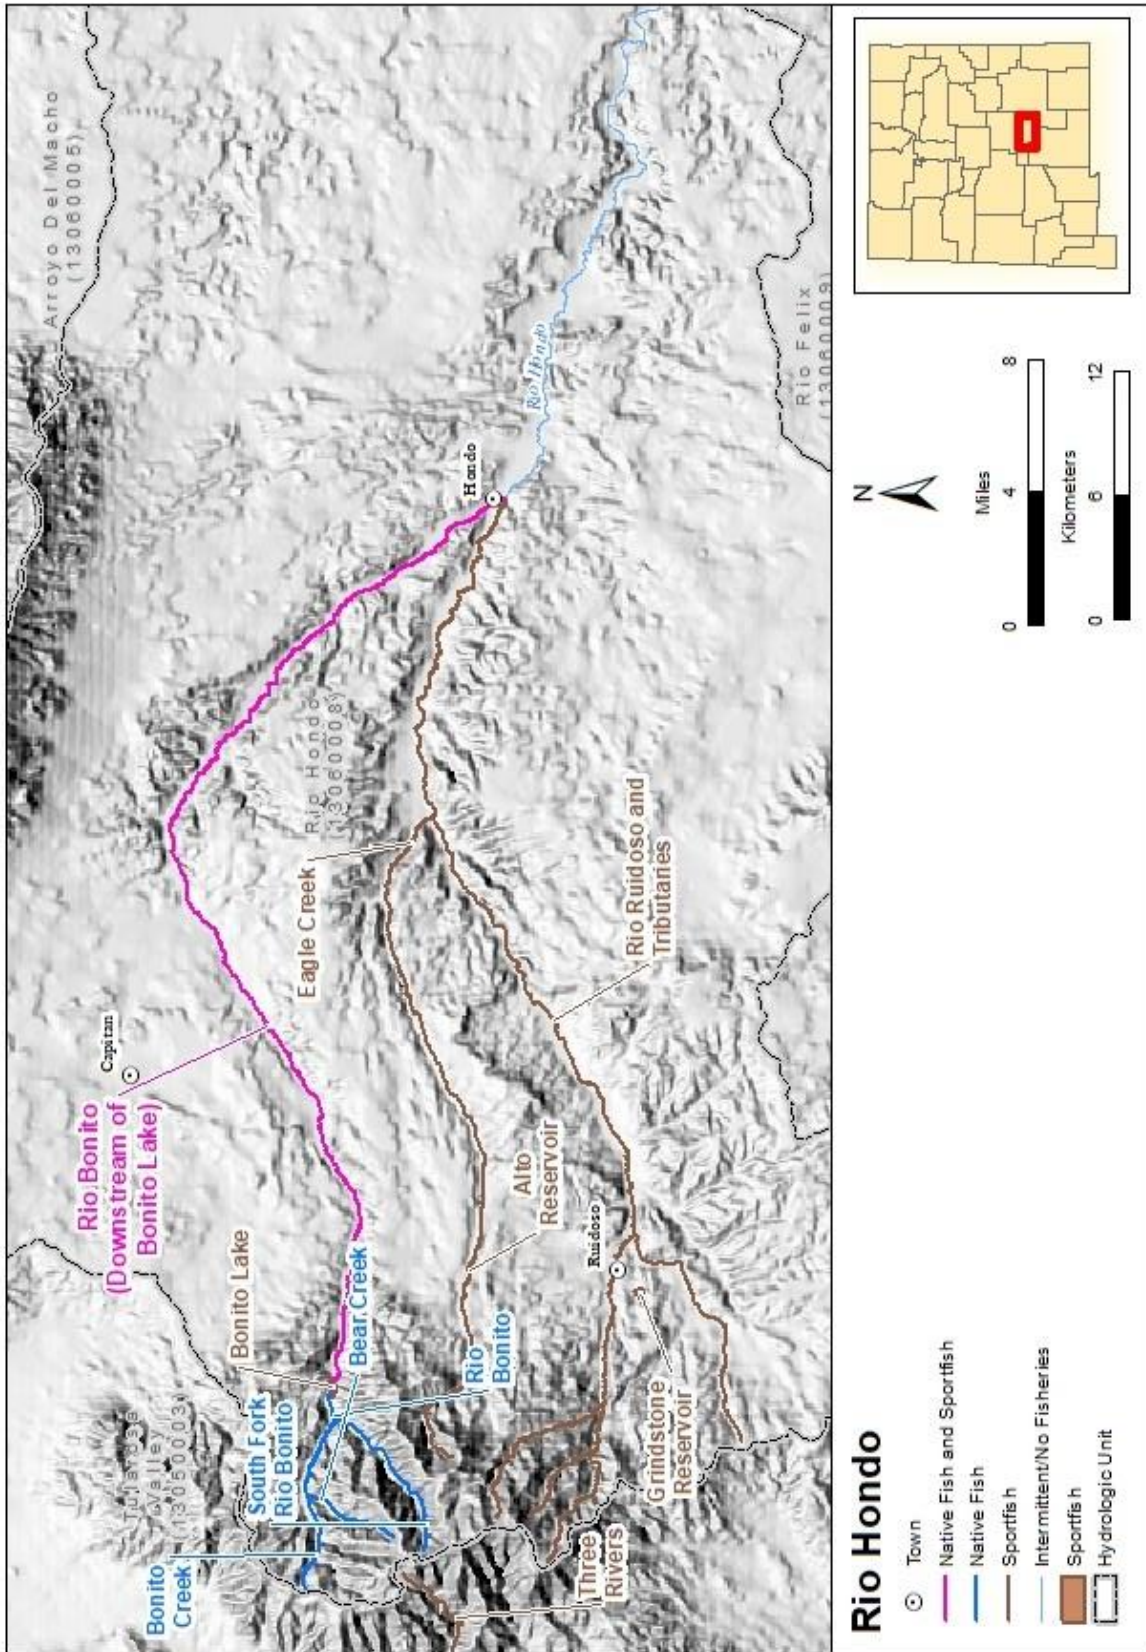 Arroyo Del Macho
(13060005)
Capitan
Rio Bonito
(Downstream of
Bonito Lake)
Tularosa
Valley
(13050003)
Bonito Lake
Bear Creek
South Fork
Rio Bonito
Bonito
Creek
Rio
Bonito
Eagle Creek
Rio Hondo
(13060008)
Hondo
Rio Hondo
Alto
Reservoir
Ruidoso
Rio Ruidoso and
Tributaries
Grindstone
Reservoir
Three
Rivers
Rio Felix
(13060009)
Rio Hondo
Town
Native Fish and Sportfish
Native Fish
Sportfish
Intermittent/No Fisheries
Sportfish
Hydrologic Unit
N
Miles
0 4 8
Kilometers
0 6 12